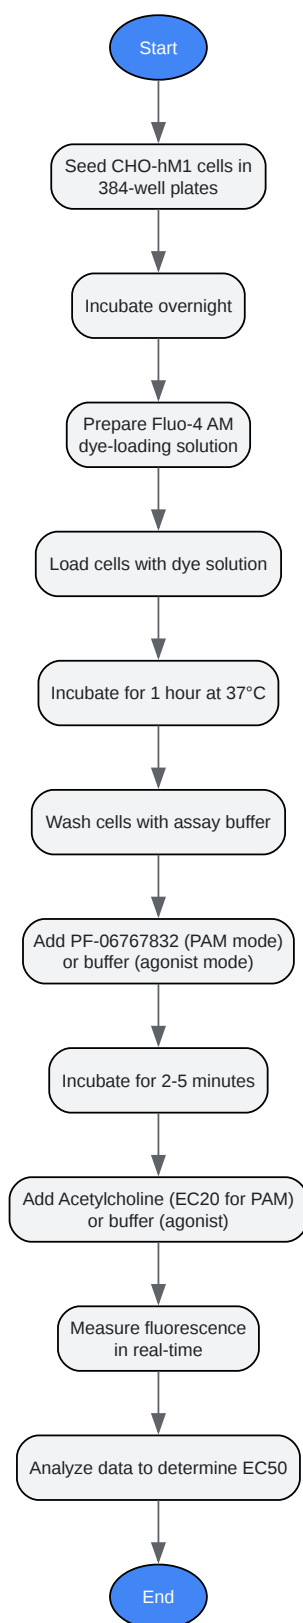 Start
Seed CHO-hM1 cells in
384-well plates
Incubate overnight
Prepare Fluo-4 AM
dye-loading solution
Load cells with dye solution
Incubate for 1 hour at 37°C
Wash cells with assay buffer
Add PF-06767832 (PAM mode)
or buffer (agonist mode)
Incubate for 2-5 minutes
Add Acetylcholine (EC20 for PAM)
or buffer (agonist)
Measure fluorescence
in real-time
Analyze data to determine EC50
End